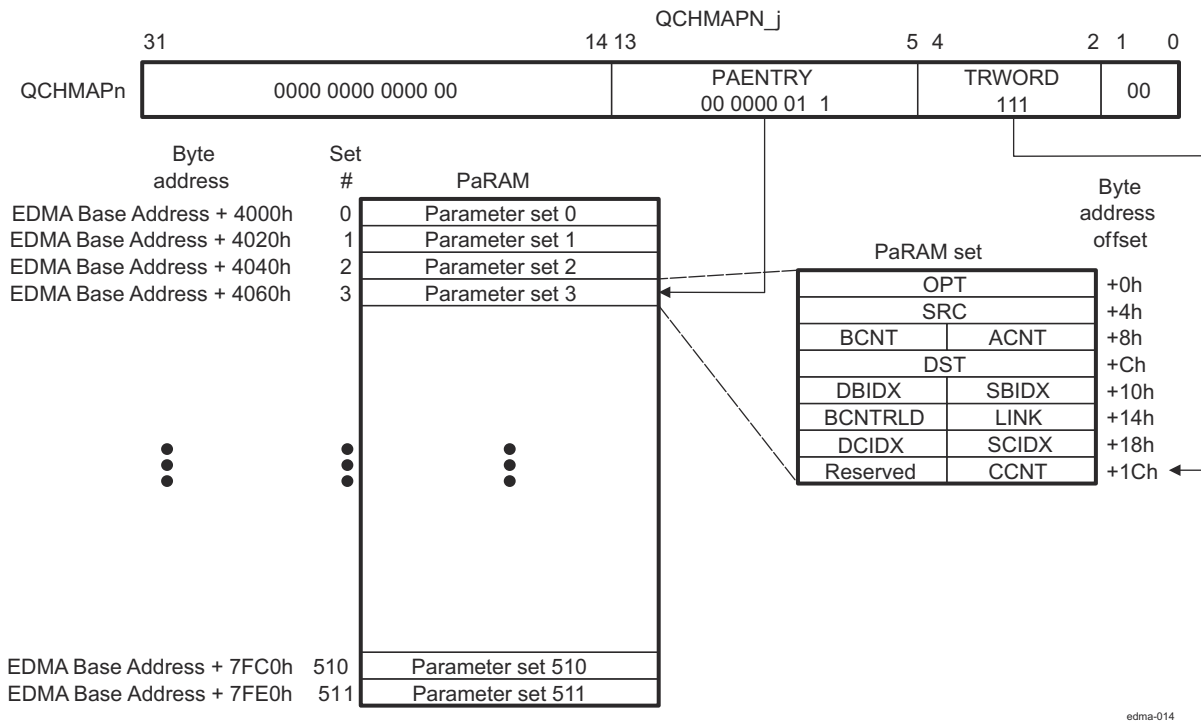 QCHMAPN_j
31 14 13 5 4 2 1 0
QCHMAPn
0000 0000 0000 00
PAENTRY
00 0000 01 1
TRWORD
111
00
Byte
address
Set
#
PaRAM
EDMA Base Address + 4000h 0 Parameter set 0
EDMA Base Address + 4020h 1 Parameter set 1
EDMA Base Address + 4040h 2 Parameter set 2
EDMA Base Address + 4060h 3 Parameter set 3
Byte
address
offset
PaRAM set
OPT +0h
SRC +4h
BCNT ACNT +8h
DST +Ch
DBIDX SBIDX +10h
BCNTRLD LINK +14h
DCIDX SCIDX +18h
Reserved CCNT +1Ch
EDMA Base Address + 7FC0h 510 Parameter set 510
EDMA Base Address + 7FE0h 511 Parameter set 511
edma-014